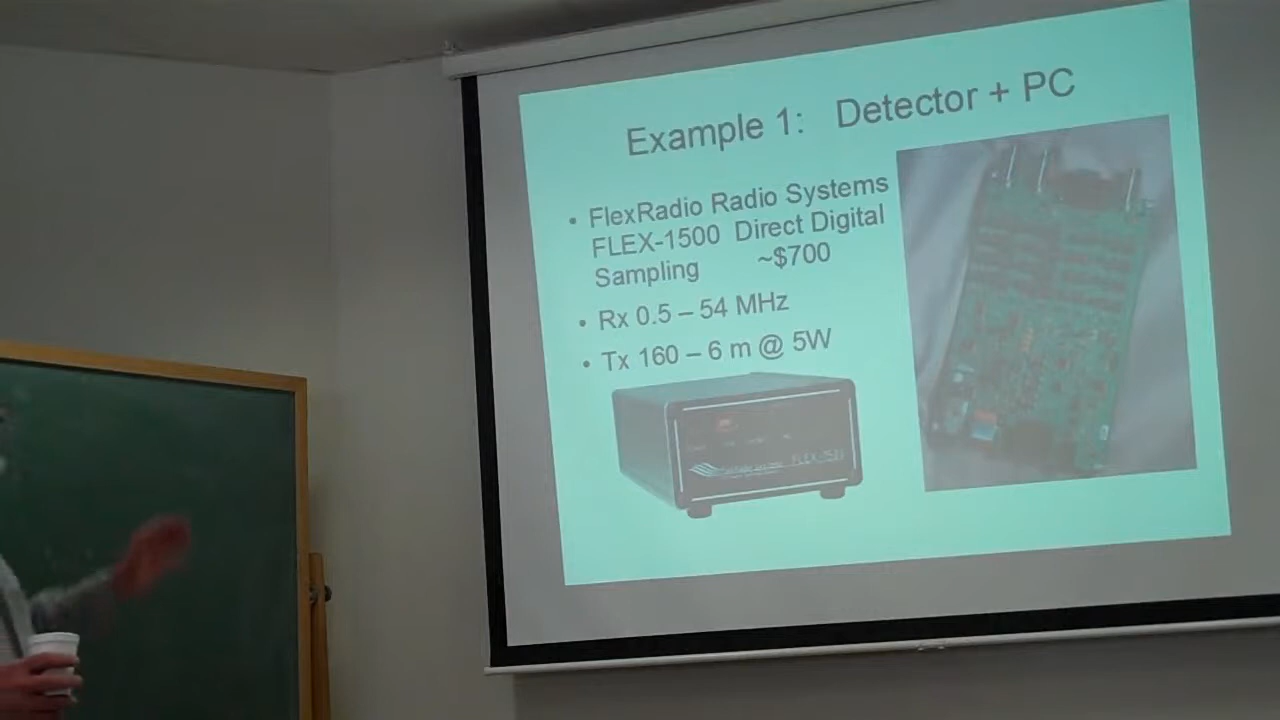 Example 1: Detector + PC
• FlexRadio Radio Systems
FLEX-1500 Direct Digital
Sampling ~$700
• Rx 0.5 – 54 MHz
• Tx 160 – 6 m @ 5W